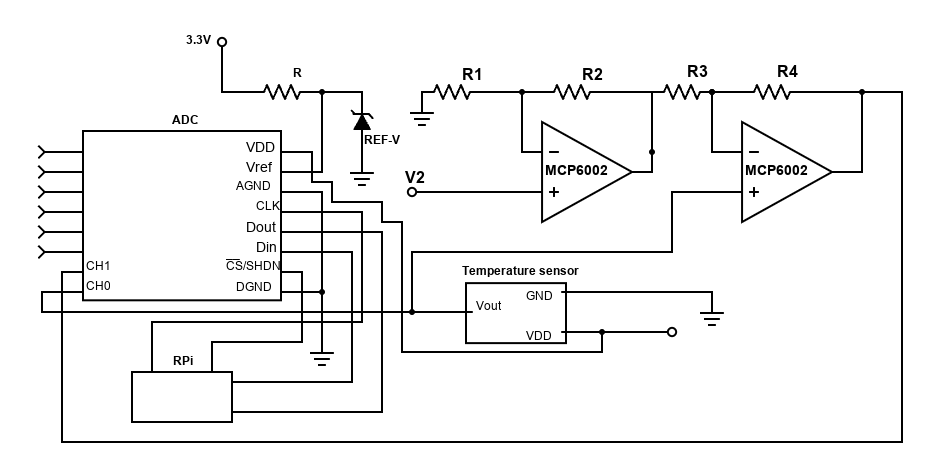 3.3V
R
REF-V
R1
R2
R3
R4
ADC
VDD
Vref
AGND
CLK
Dout
Din
CS/SHDN
DGND
CH1
CH0
V2
MCP6002
MCP6002
Temperature sensor
Vout
GND
VDD
RPi